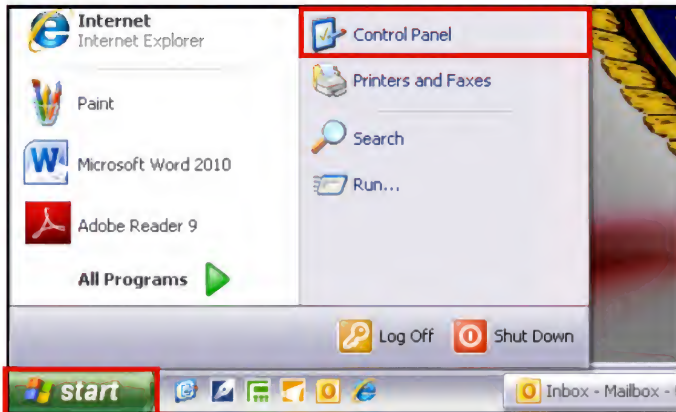 Internet
Internet Explorer
Paint
Microsoft Word 2010
Adobe Reader 9
All Programs
Control Panel
Printers and Faxes
Search
Run...
Log Off
Shut Down
start
Inbox - Mailbox -